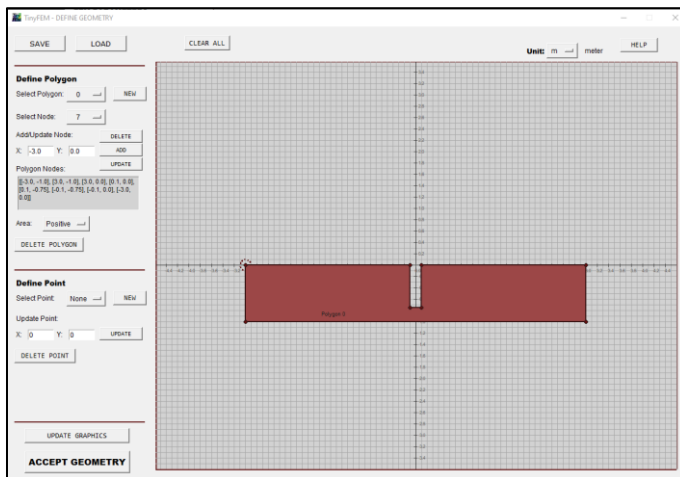 TinyFEM - DEFINE GEOMETRY
SAVE LOAD CLEAR ALL Unit: m meter HELP
Define Polygon
Select Polygon: 0 NEW
Select Node: 7
Add/Update Node: DELETE
X: -3.0 Y: 0.0 ADD
UPDATE
Polygon Nodes:
[[-3.0, -1.0], [3.0, -1.0], [3.0, 0.0], [0.1, 0.0],
[0.1, -0.75], [-0.1, -0.75], [-0.1, 0.0], [-3.0,
0.0]]
Area: Positive
DELETE POLYGON
Define Point
Select Point: None NEW
Update Point:
X: 0 Y: 0 UPDATE
DELETE POINT
UPDATE GRAPHICS
ACCEPT GEOMETRY
Polygon 0